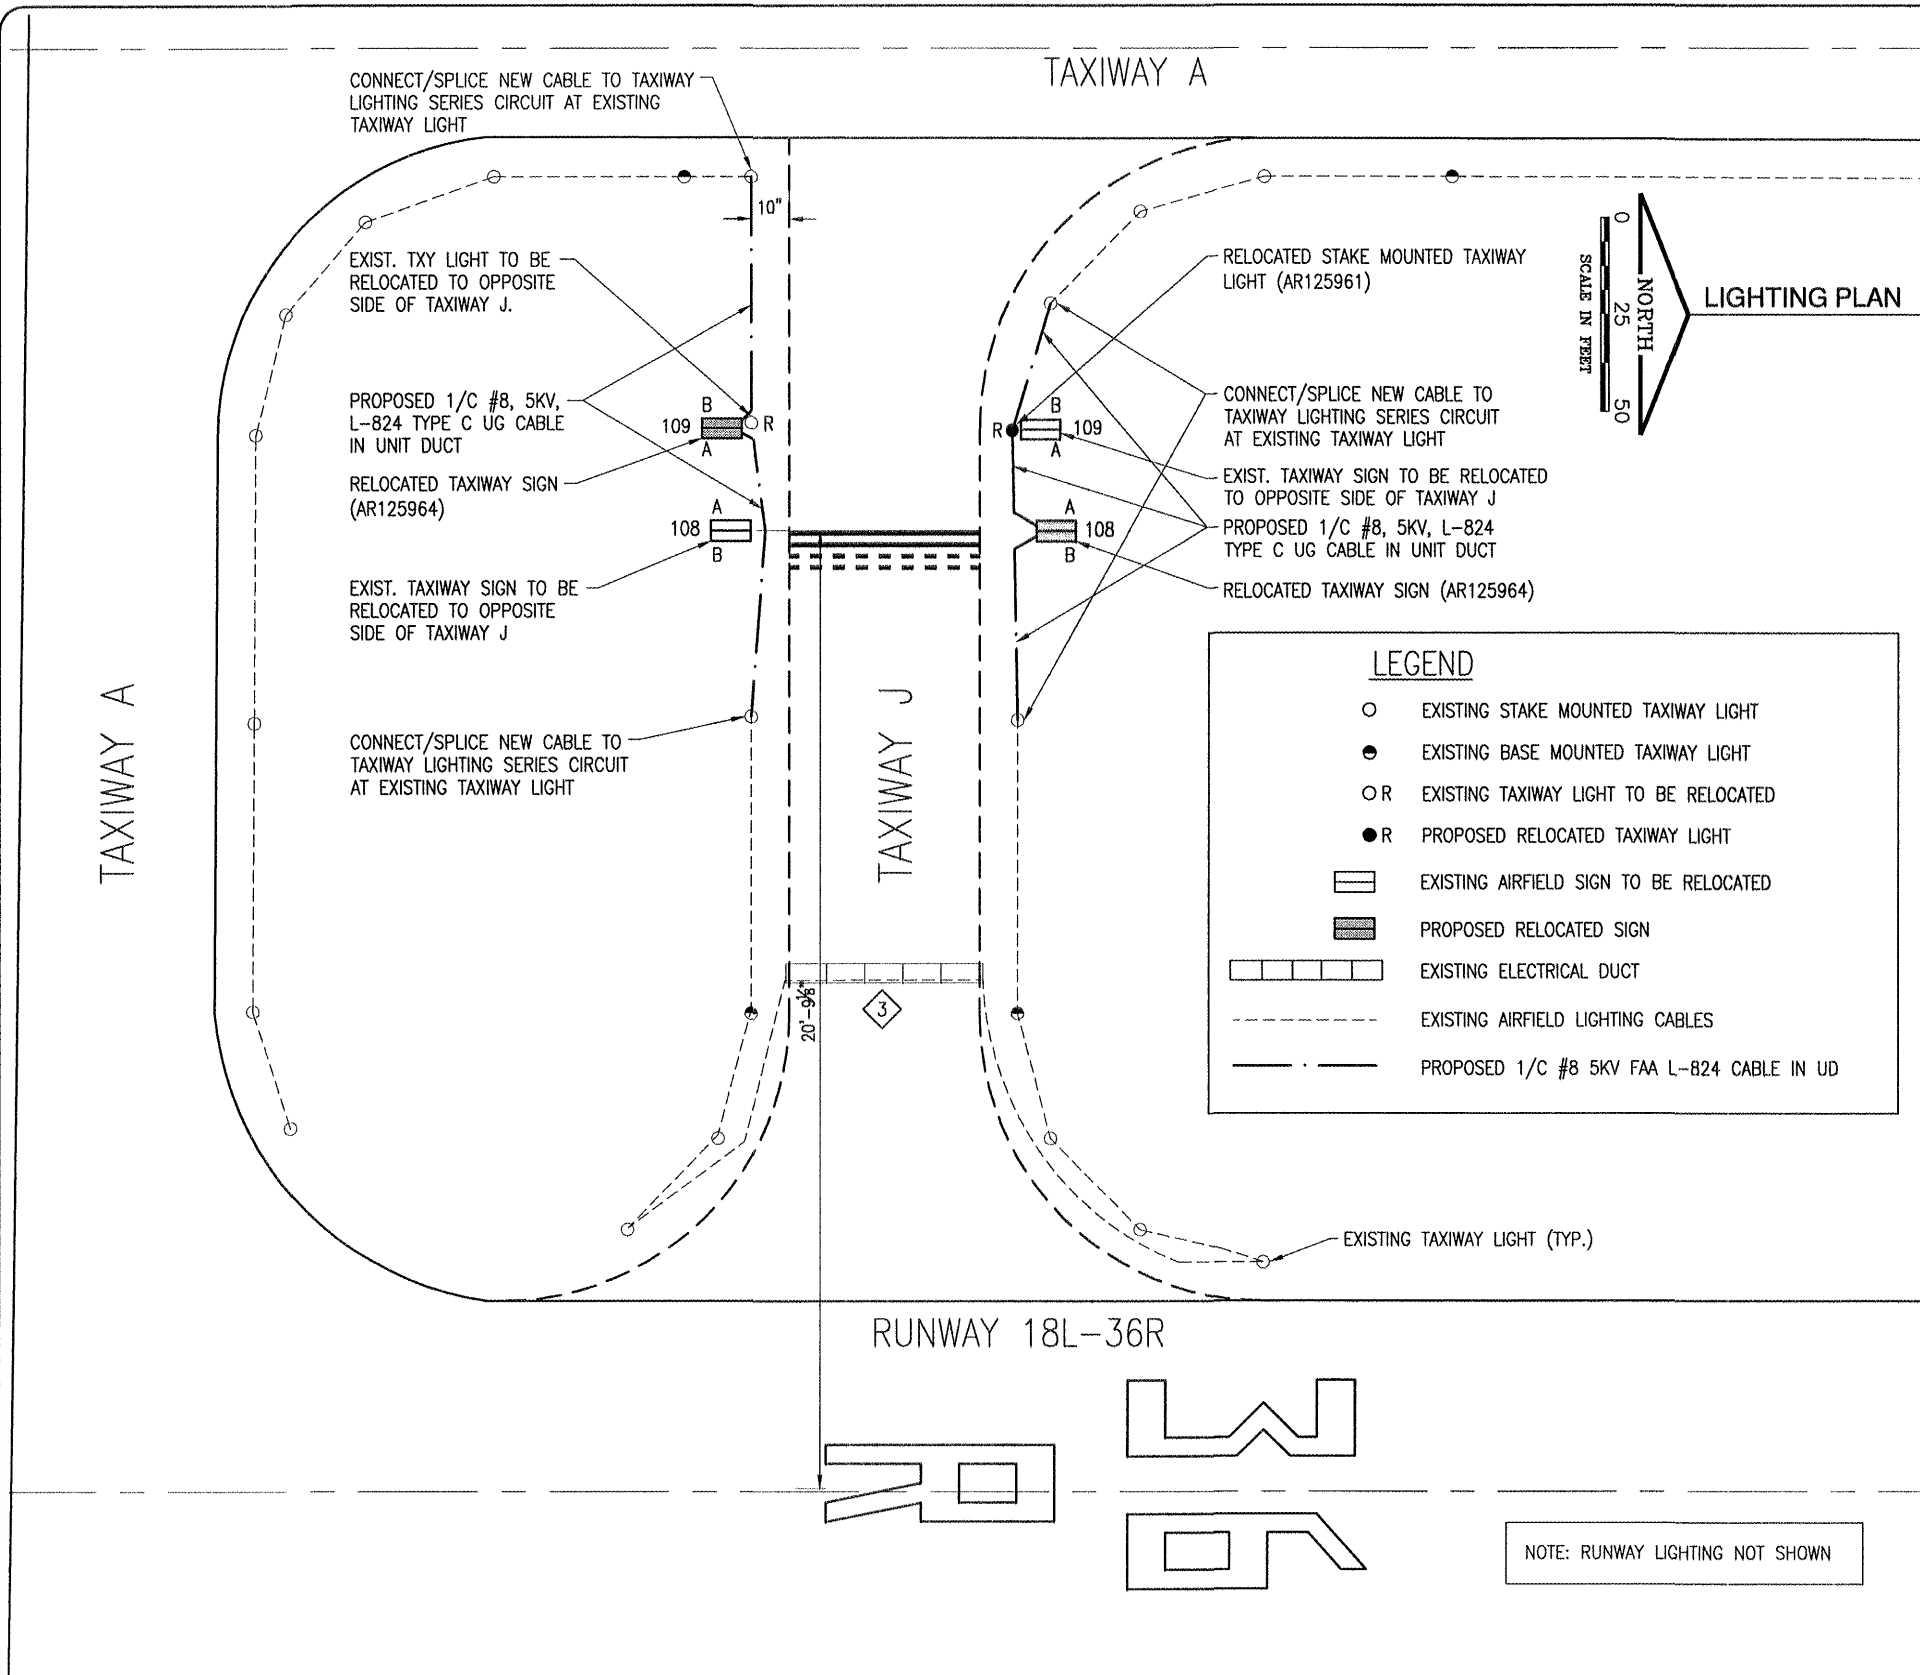 TAXIWAY A
CONNECT/SPLICE NEW CABLE TO TAXIWAY
LIGHTING SERIES CIRCUIT AT EXISTING
TAXIWAY LIGHT
10"
EXIST. TXY LIGHT TO BE
RELOCATED TO OPPOSITE
SIDE OF TAXIWAY J.
PROPOSED 1/C #8, 5KV,
L-824 TYPE C UG CABLE
IN UNIT DUCT
RELOCATED TAXIWAY SIGN
(AR125964)
EXIST. TAXIWAY SIGN TO BE
RELOCATED TO OPPOSITE
SIDE OF TAXIWAY J
CONNECT/SPLICE NEW CABLE TO
TAXIWAY LIGHTING SERIES CIRCUIT
AT EXISTING TAXIWAY LIGHT
B
109
A
R
A
108
B
TAXIWAY A
TAXIWAY J
20'-9⅛"
3
RELOCATED STAKE MOUNTED TAXIWAY
LIGHT (AR125961)
R
B
109
A
A
108
B
CONNECT/SPLICE NEW CABLE TO
TAXIWAY LIGHTING SERIES CIRCUIT
AT EXISTING TAXIWAY LIGHT
EXIST. TAXIWAY SIGN TO BE RELOCATED
TO OPPOSITE SIDE OF TAXIWAY J
PROPOSED 1/C #8, 5KV, L-824
TYPE C UG CABLE IN UNIT DUCT
RELOCATED TAXIWAY SIGN (AR125964)
0 25 50
SCALE IN FEET
NORTH
LIGHTING PLAN
LEGEND
EXISTING STAKE MOUNTED TAXIWAY LIGHT
EXISTING BASE MOUNTED TAXIWAY LIGHT
R EXISTING TAXIWAY LIGHT TO BE RELOCATED
R PROPOSED RELOCATED TAXIWAY LIGHT
EXISTING AIRFIELD SIGN TO BE RELOCATED
PROPOSED RELOCATED SIGN
EXISTING ELECTRICAL DUCT
EXISTING AIRFIELD LIGHTING CABLES
PROPOSED 1/C #8 5KV FAA L-824 CABLE IN UD
EXISTING TAXIWAY LIGHT (TYP.)
RUNWAY 18L-36R
36
R
NOTE: RUNWAY LIGHTING NOT SHOWN